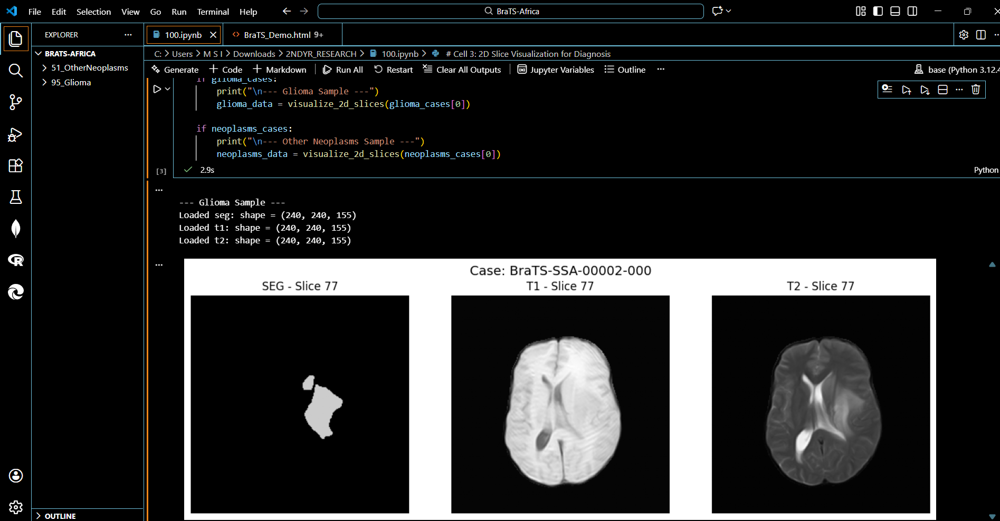 File Edit Selection View Go Run Terminal Help
BraTS-Africa
EXPLORER
100.ipynb
BraTS_Demo.html 9+
BRATS-AFRICA
C: > Users > M S I > Downloads > 2NDYR_RESEARCH > 100.ipynb > # Cell 3: 2D Slice Visualization for Diagnosis
51_OtherNeoplasms
95_Glioma
Generate + Code + Markdown Run All Restart Clear All Outputs Jupyter Variables Outline ...
base (Python 3.12.4
if glioma_cases:
print("\n--- Glioma Sample ---")
glioma_data = visualize_2d_slices(glioma_cases[0])
if neoplasms_cases:
print("\n--- Other Neoplasms Sample ---")
neoplasms_data = visualize_2d_slices(neoplasms_cases[0])
[3]
2.9s
Python
--- Glioma Sample ---
Loaded seg: shape = (240, 240, 155)
Loaded t1: shape = (240, 240, 155)
Loaded t2: shape = (240, 240, 155)
Case: BraTS-SSA-00002-000
SEG - Slice 77
T1 - Slice 77
T2 - Slice 77
OUTLINE